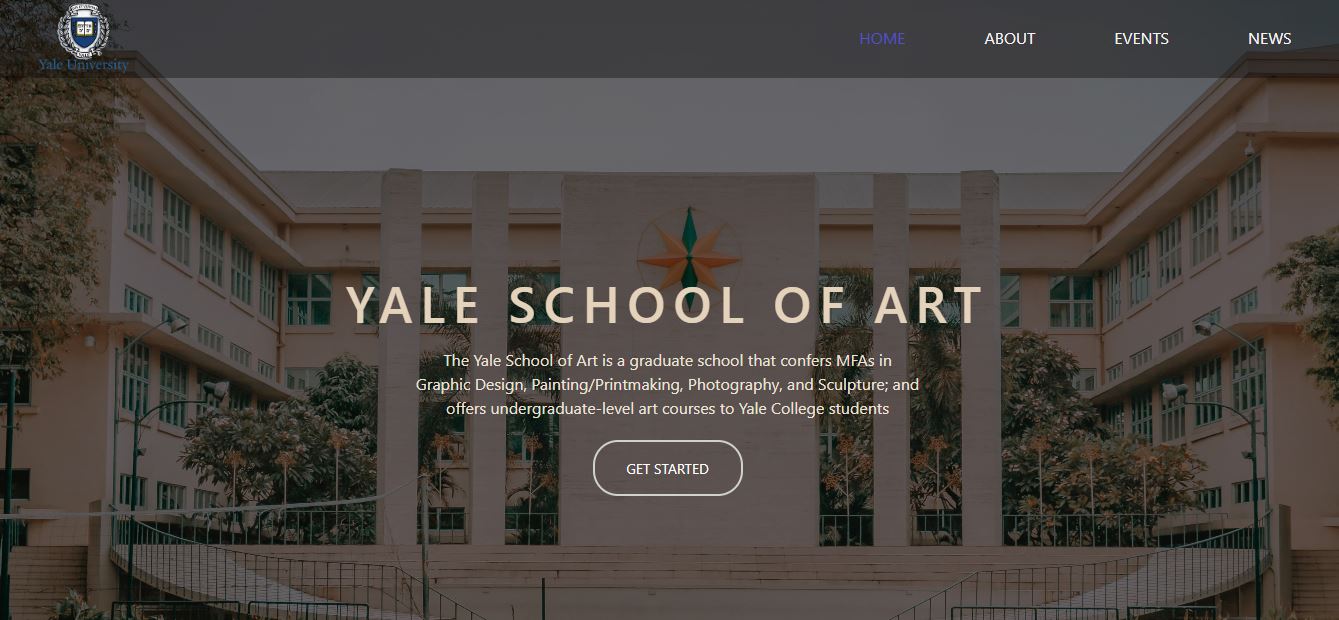 Yale University
HOME
ABOUT
EVENTS
NEWS
YALE SCHOOL OF ART
The Yale School of Art is a graduate school that confers MFAs in
Graphic Design, Painting/Printmaking, Photography, and Sculpture; and
offers undergraduate-level art courses to Yale College students
GET STARTED